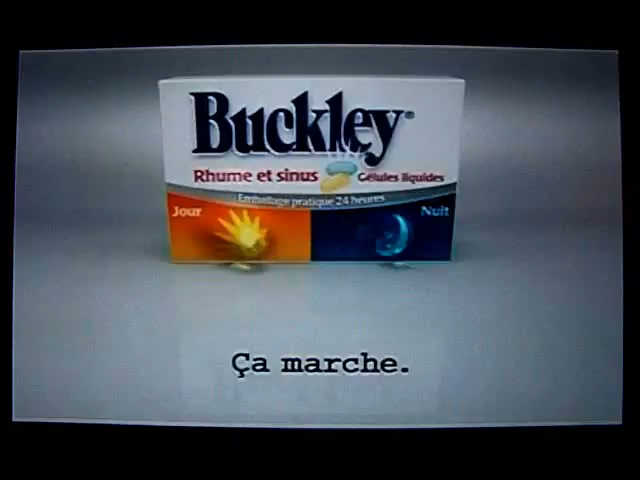 Buckley®
Rhume et sinus
Gélules liquides
Emballage pratique 24 heures
Jour
Nuit
Ça marche.